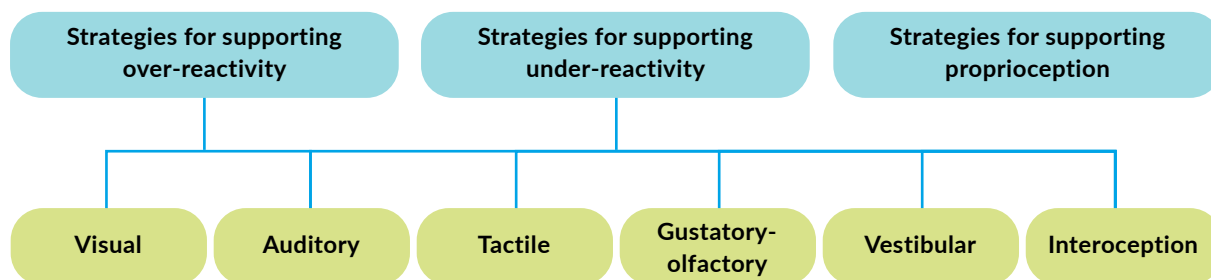 Strategies for supporting
over-reactivity
Strategies for supporting
under-reactivity
Strategies for supporting
proprioception
Visual
Auditory
Tactile
Gustatory-
olfactory
Vestibular
Interoception